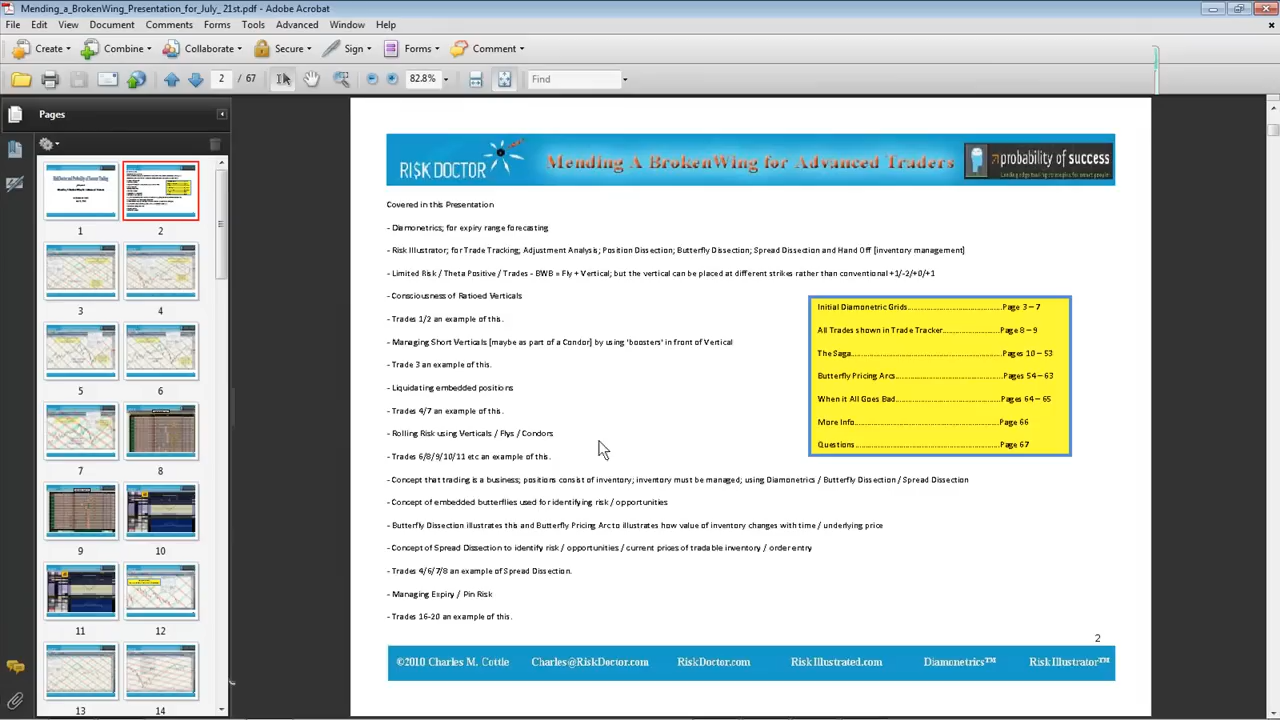 Mending_a_BrokenWing_Presentation_for_July_ 21st.pdf - Adobe Acrobat
File Edit View Document Comments Forms Tools Advanced Window Help
Create Combine Collaborate Secure Sign Forms Comment
2 / 67 82.8% Find
Pages
1 2
3 4
5 6
7 8
9 10
11 12
13 14
RISK DOCTOR Mending A BrokenWing for Advanced Traders probability of success
Covered in this Presentation
- Diamonetrics; for expiry range forecasting
- Risk Illustrator; for Trade Tracking, Adjustment Analysis; Position Dissection; Butterfly Dissection; Spread Dissection and Hand Off [inventory management]
- Limited Risk / Theta Positive / Trades - BWB = Fly + Vertical; but the vertical can be placed at different strikes rather than conventional +1/-2/+0/+1
- Consciousness of Ratioed Verticals
- Trades 1/2 an example of this.
- Managing Short Verticals [maybe as part of a Condor] by using 'boosters' in front of Vertical
- Trade 3 an example of this.
- Liquidating embedded positions
- Trades 4/7 an example of this.
- Rolling Risk using Verticals / Flys / Condors
- Trades 6/8/9/10/11 etc an example of this.
- Concept that trading is a business; positions consist of inventory; inventory must be managed; using Diamonetrics / Butterfly Dissection / Spread Dissection
- Concept of embedded butterflies used for identifying risk / opportunities
- Butterfly Dissection illustrates this and Butterfly Pricing Arc to illustrates how value of inventory changes with time / underlying price
- Concept of Spread Dissection to identify risk / opportunities / current prices of tradable inventory / order entry
- Trades 4/6/7/8 an example of Spread Dissection.
- Managing Expiry / Pin Risk
- Trades 16-20 an example of this.
Initial Diamonetric Grids...............................Page 3 – 7
All Trades shown in Trade Tracker...................Page 8 – 9
The Saga..................................................Pages 10 – 53
Butterfly Pricing Arcs...................................Pages 54 – 63
When it All Goes Bad...................................Pages 64 – 65
More Info.................................................Page 66
Questions ................................................Page 67
2
©2010 Charles M. Cottle Charles@RiskDoctor.com RiskDoctor.com RiskIllustrated.com Diamonetrics™ RiskIllustrator™